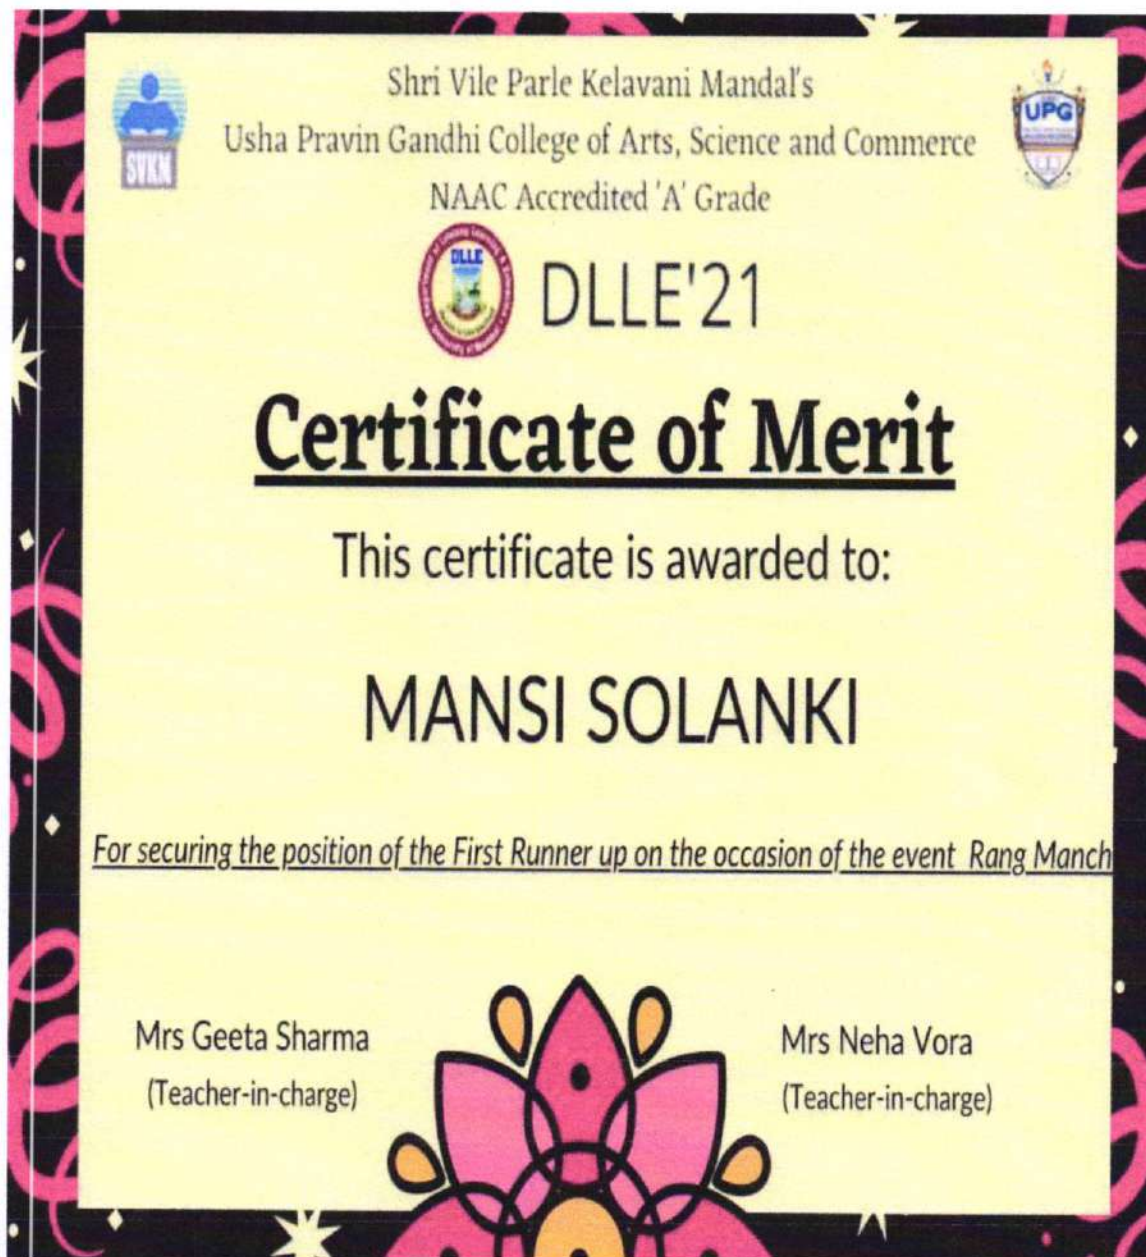 Shri Vile Parle Kelavani Mandal's
Usha Pravin Gandhi College of Arts, Science and Commerce
NAAC Accredited 'A' Grade
SVKM
UPG
DLLE
DLLE'21
Certificate of Merit
This certificate is awarded to:
MANSI SOLANKI
For securing the position of the First Runner up on the occasion of the event Rang Manch
Mrs Geeta Sharma
(Teacher-in-charge)
Mrs Neha Vora
(Teacher-in-charge)